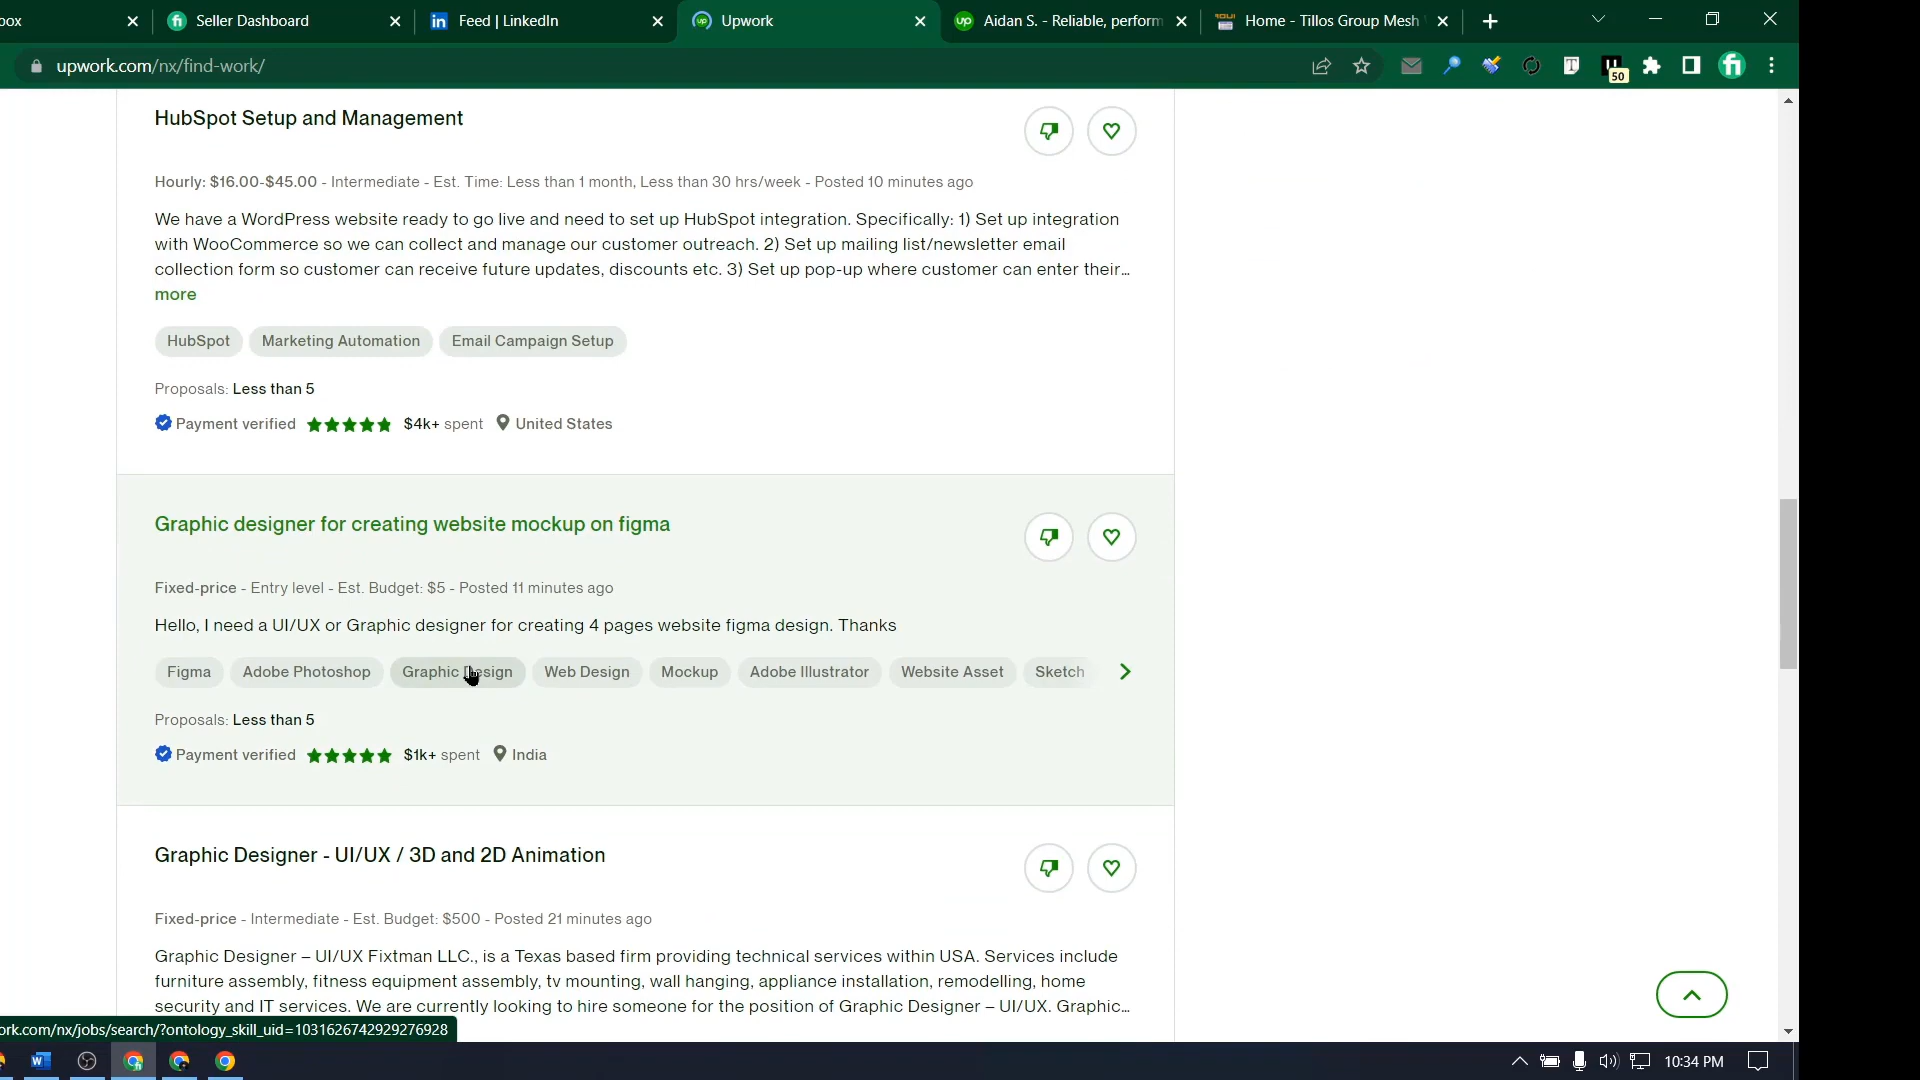 ox
Seller Dashboard
Feed | LinkedIn
Upwork
Aidan S. - Reliable, perform
Home - Tillos Group Mesh
upwork.com/nx/find-work/
50
HubSpot Setup and Management
Hourly: $16.00-$45.00 - Intermediate - Est. Time: Less than 1 month, Less than 30 hrs/week - Posted 10 minutes ago
We have a WordPress website ready to go live and need to set up HubSpot integration. Specifically: 1) Set up integration
with WooCommerce so we can collect and manage our customer outreach. 2) Set up mailing list/newsletter email
collection form so customer can receive future updates, discounts etc. 3) Set up pop-up where customer can enter their...
more
HubSpot Marketing Automation Email Campaign Setup
Proposals: Less than 5
Payment verified $4k+ spent United States
Graphic designer for creating website mockup on figma
Fixed-price - Entry level - Est. Budget: $5 - Posted 11 minutes ago
Hello, I need a UI/UX or Graphic designer for creating 4 pages website figma design. Thanks
Figma Adobe Photoshop Graphic Design Web Design Mockup Adobe Illustrator Website Asset Sketch
Proposals: Less than 5
Payment verified $1k+ spent India
Graphic Designer - UI/UX / 3D and 2D Animation
Fixed-price - Intermediate - Est. Budget: $500 - Posted 21 minutes ago
Graphic Designer – UI/UX Fixtman LLC., is a Texas based firm providing technical services within USA. Services include
furniture assembly, fitness equipment assembly, tv mounting, wall hanging, appliance installation, remodelling, home
security and IT services. We are currently looking to hire someone for the position of Graphic Designer – UI/UX. Graphic...
ork.com/nx/jobs/search/?ontology_skill_uid=1031626742929276928
10:34 PM